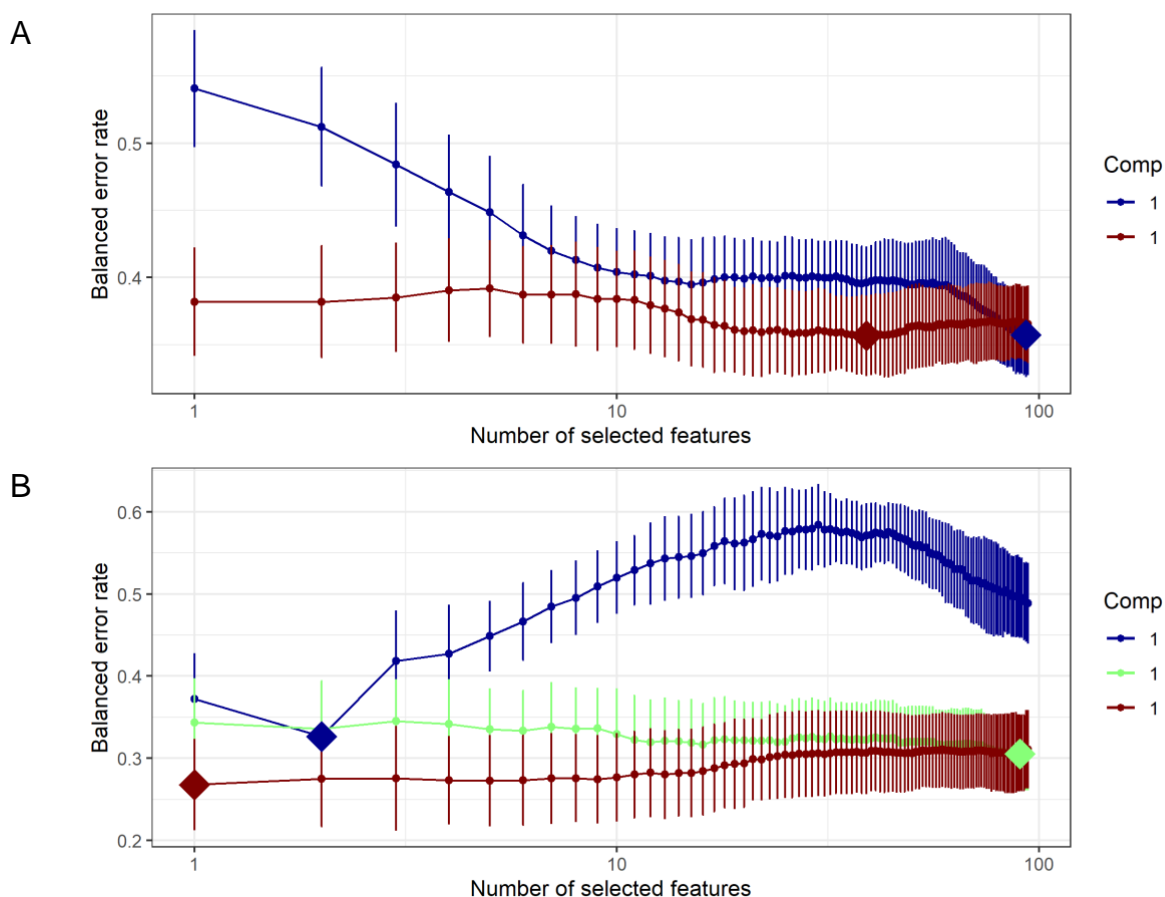 A
Balanced error rate
0.5
0.4
Comp
1
1
1
10
100
Number of selected features
B
Balanced error rate
0.6
0.5
0.4
0.3
0.2
Comp
1
1
1
1
10
100
Number of selected features